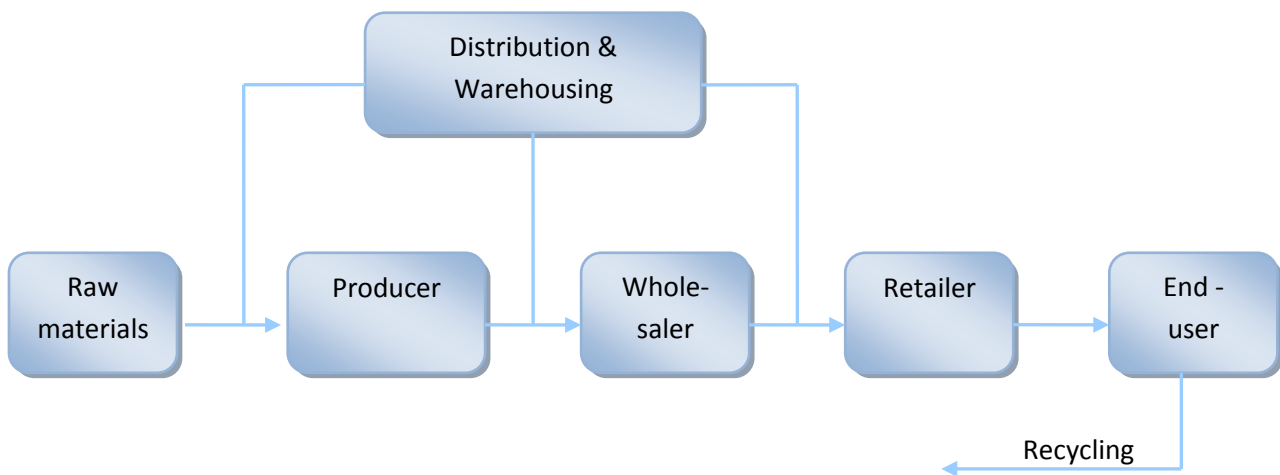 Distribution &
Warehousing
Raw
materials
Producer
Whole-
saler
Retailer
End -
user
Recycling